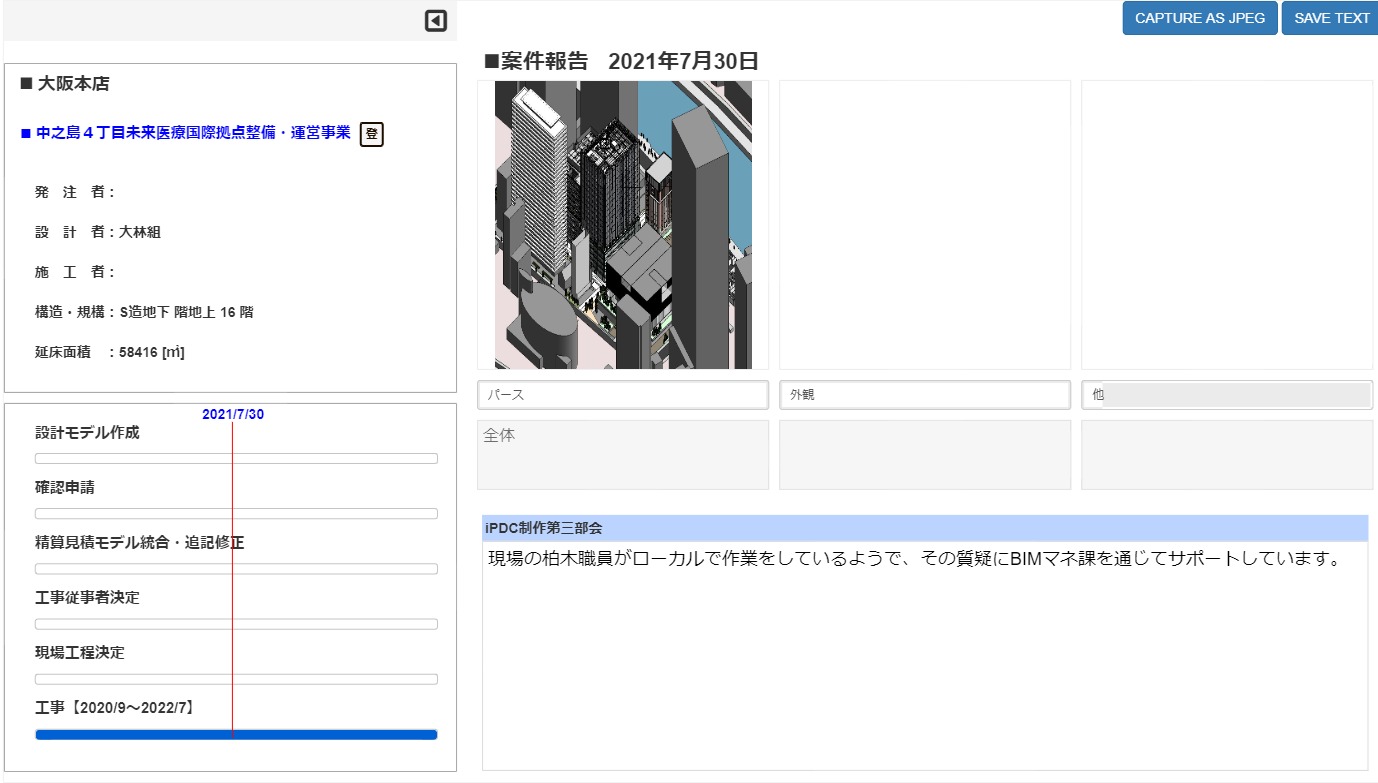 CAPTURE AS JPEG
SAVE TEXT
■案件報告 2021年7月30日
■ 大阪本店
■ 中之島４丁目未来医療国際拠点整備・運営事業 登
発 注 者：
設 計 者：大林組
施 工 者：
構造・規構：S造地下 階地上 16 階
延床面積 ：58416 [㎡]
2021/7/30
設計モデル作成
確認申請
精算見積モデル統合・追記修正
工事従事者決定
現場工程決定
工事【2020/9～2022/7】
パース
外観
他
全体
iPDC制作第三部会
現場の柏木職員がローカルで作業をしているようで、その質疑にBIMマネ課を通じてサポートしています。